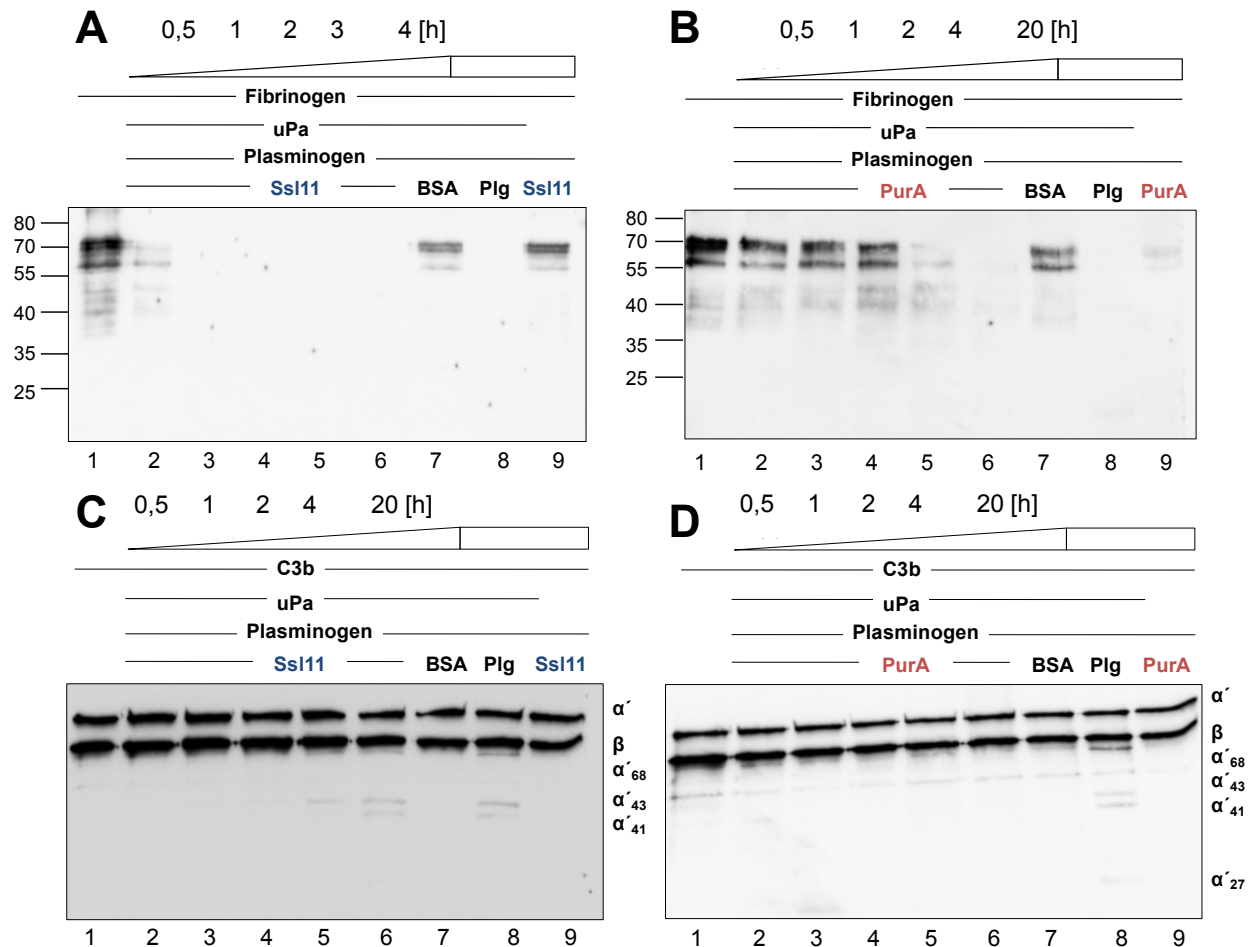 A
0,5 1 2 3 4 [h]
Fibrinogen
uPa
Plasminogen
Ssl11 BSA Plg Ssl11
80
70
55
40
35
25
1 2 3 4 5 6 7 8 9
B
0,5 1 2 4 20 [h]
Fibrinogen
uPa
Plasminogen
PurA BSA Plg PurA
80
70
55
40
35
25
1 2 3 4 5 6 7 8 9
C
0,5 1 2 4 20 [h]
C3b
uPa
Plasminogen
Ssl11 BSA Plg Ssl11
α´
β
α´68
α´43
α´41
1 2 3 4 5 6 7 8 9
D
0,5 1 2 4 20 [h]
C3b
uPa
Plasminogen
PurA BSA Plg PurA
α´
β
α´68
α´43
α´41
α´27
1 2 3 4 5 6 7 8 9